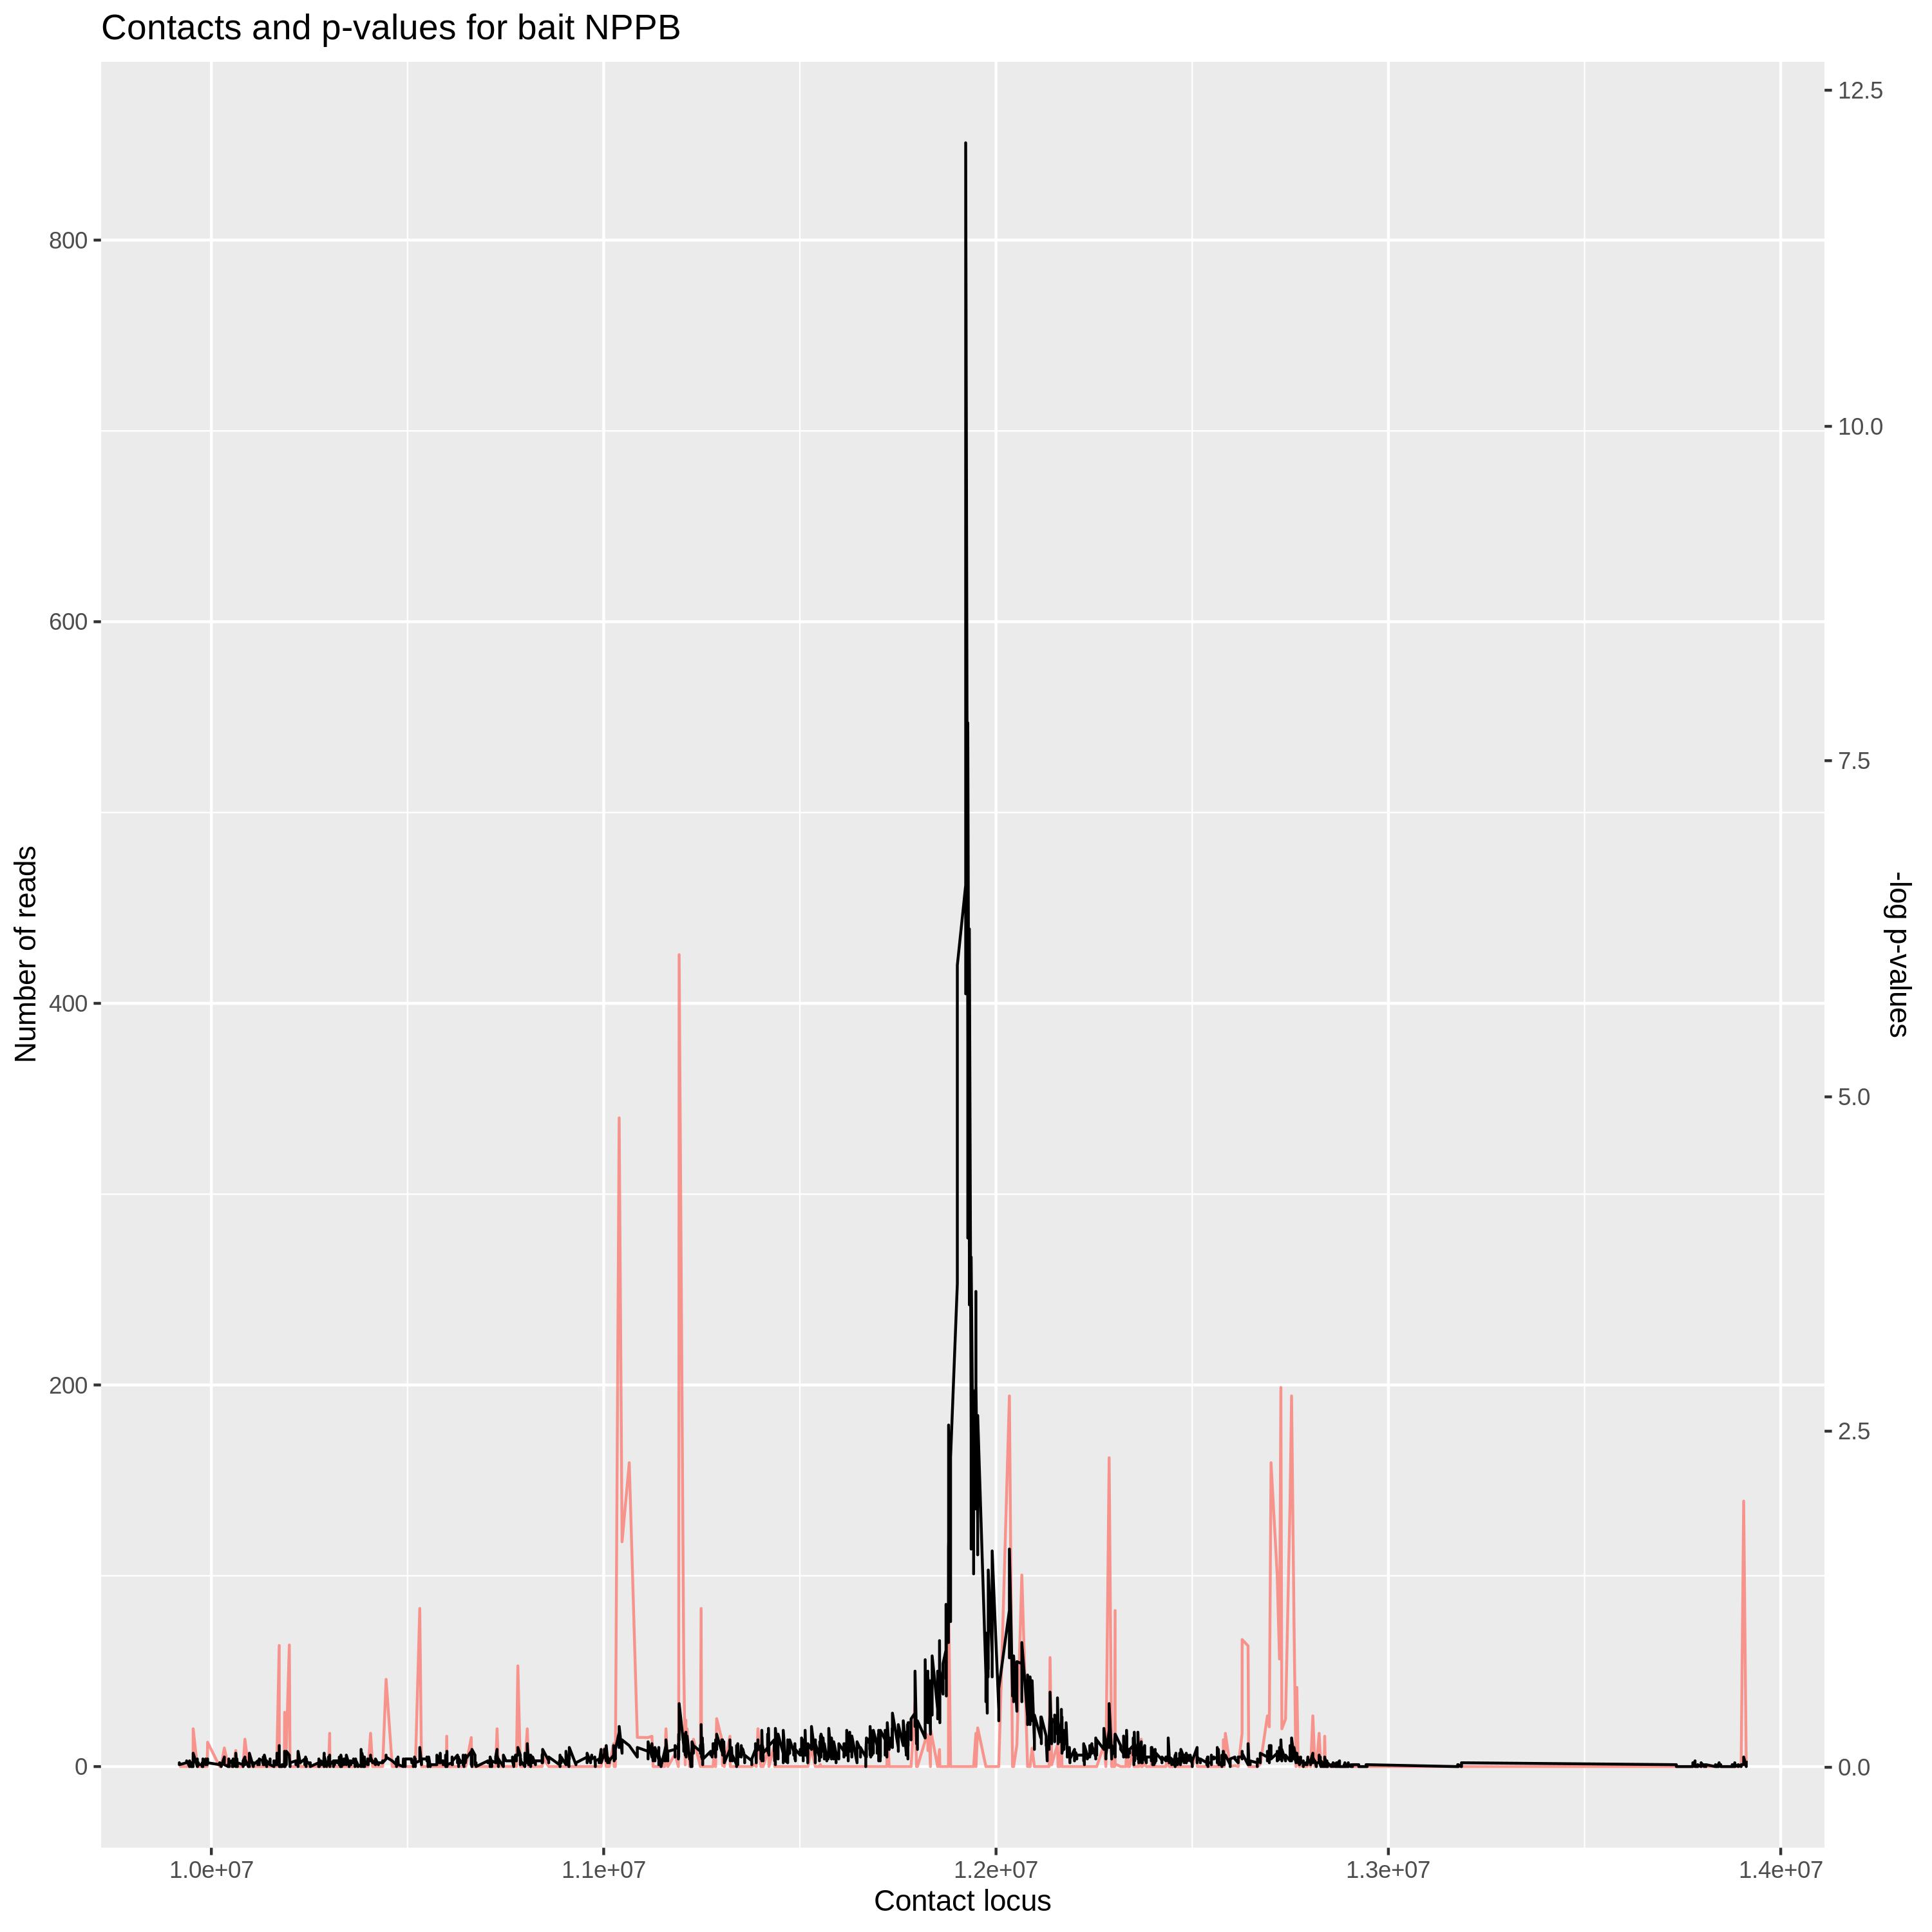 Contacts and p-values for bait NPPB
12.5
800
10.0
600
7.5
Number of reads
-log p-values
400
5.0
200
2.5
0
0.0
1.0e+07
1.1e+07
1.2e+07
1.3e+07
1.4e+07
Contact locus